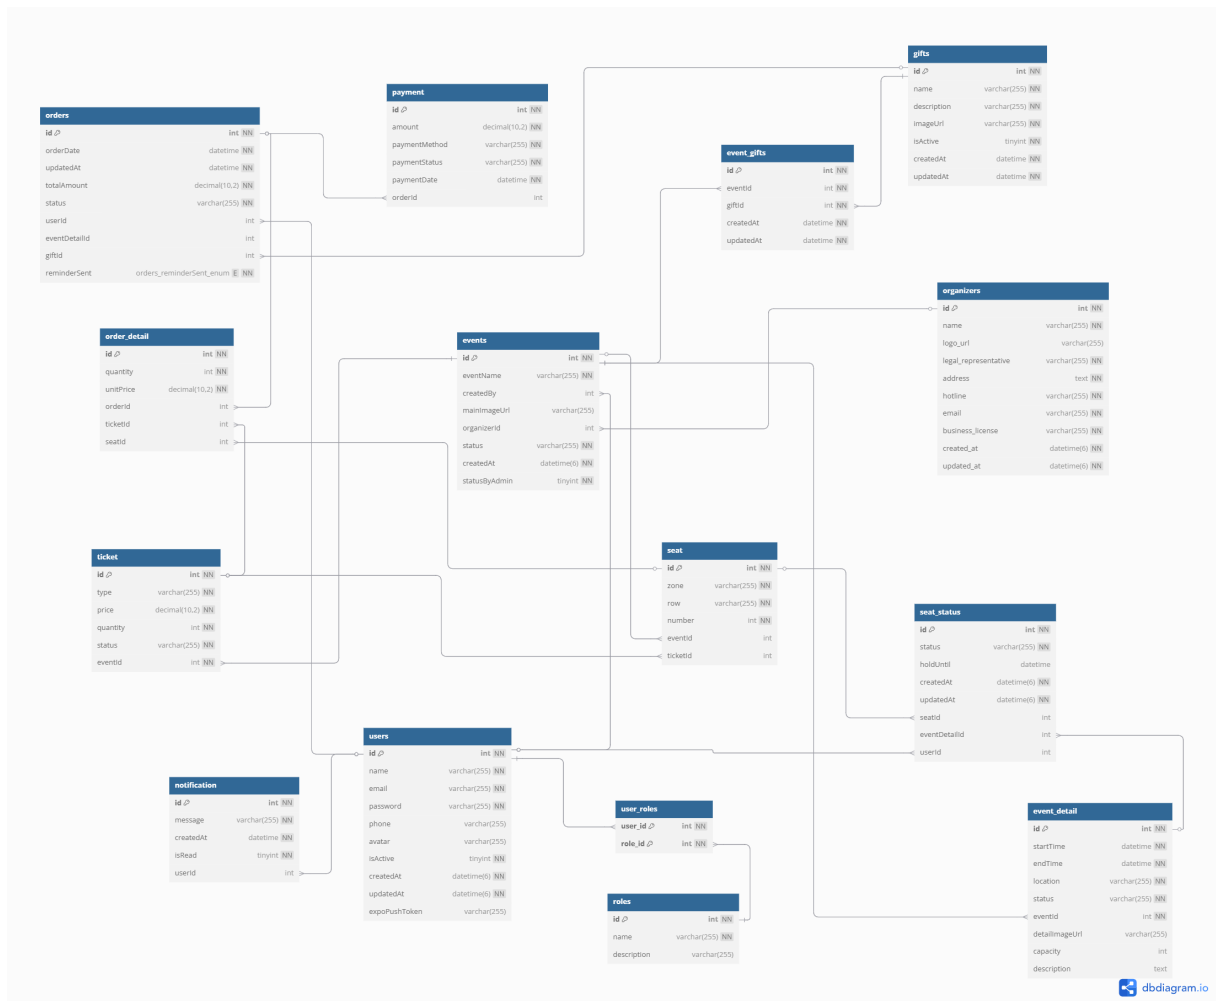 gifts
id int NN
name varchar(255) NN
description varchar(255) NN
imageUrl varchar(255) NN
isActive tinyint NN
createdAt datetime NN
updatedAt datetime NN
payment
id int NN
amount decimal(10,2) NN
paymentMethod varchar(255) NN
paymentStatus varchar(255) NN
paymentDate datetime NN
orderId int
orders
id int NN
orderDate datetime NN
updatedAt datetime NN
totalAmount decimal(10,2) NN
status varchar(255) NN
userId int
eventDetailId int
giftId int
reminderSent orders_reminderSent_enum E NN
event_gifts
id int NN
eventId int NN
giftId int NN
createdAt datetime NN
updatedAt datetime NN
organizers
id int NN
name varchar(255) NN
logo_url varchar(255)
legal_representative varchar(255) NN
address text NN
hotline varchar(255) NN
email varchar(255) NN
business_license varchar(255) NN
created_at datetime(6) NN
updated_at datetime(6) NN
order_detail
id int NN
quantity int NN
unitPrice decimal(10,2) NN
orderId int
ticketId int
seatId int
events
id int NN
eventName varchar(255) NN
createdBy int
mainImageUrl varchar(255)
organizerId int
status varchar(255) NN
createdAt datetime(6) NN
statusByAdmin tinyint NN
ticket
id int NN
type varchar(255) NN
price decimal(10,2) NN
quantity int NN
status varchar(255) NN
eventId int NN
seat
id int NN
zone varchar(255) NN
row varchar(255) NN
number int NN
eventId int
ticketId int
seat_status
id int NN
status varchar(255) NN
holdUntil datetime
createdAt datetime(6) NN
updatedAt datetime(6) NN
seatId int
eventDetailId int
userId int
users
id int NN
name varchar(255) NN
email varchar(255) NN
password varchar(255) NN
phone varchar(255)
avatar varchar(255)
isActive tinyint NN
createdAt datetime(6) NN
updatedAt datetime(6) NN
expoPushToken varchar(255)
notification
id int NN
message varchar(255) NN
createdAt datetime NN
isRead tinyint NN
userId int
user_roles
user_id int NN
role_id int NN
event_detail
id int NN
startTime datetime NN
endTime datetime NN
location varchar(255) NN
status varchar(255) NN
eventId int NN
detailImageUrl varchar(255)
capacity int
description text
roles
id int NN
name varchar(255) NN
description varchar(255)
dbdiagram.io